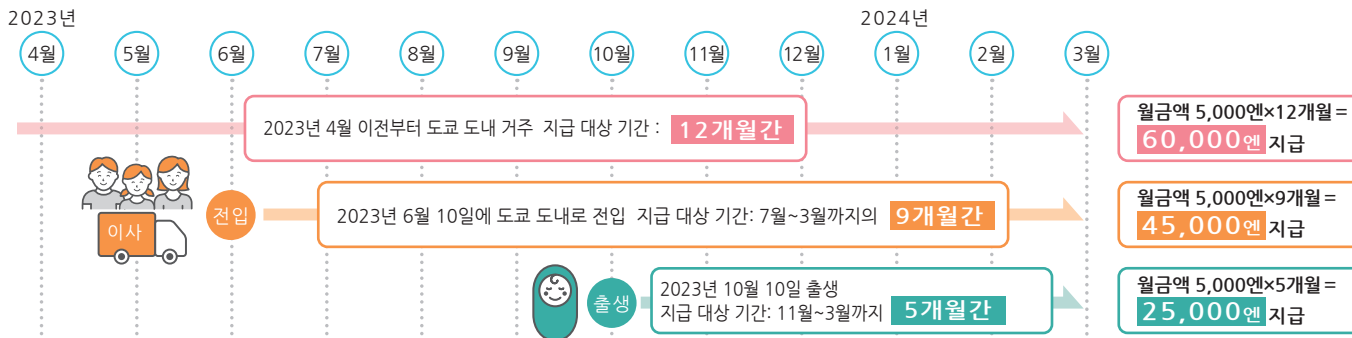 2023년
2024년
4월
5월
6월
7월
8월
9월
10월
11월
12월
1월
2월
3월
2023년 4월 이전부터 도쿄 도내 거주 지급 대상 기간 : 12개월간
월금액 5,000엔×12개월=
60,000엔 지급
이사
전입
2023년 6월 10일에 도쿄 도내로 전입 지급 대상 기간: 7월~3월까지의 9개월간
월금액 5,000엔×9개월=
45,000엔 지급
출생
2023년 10월 10일 출생
지급 대상 기간: 11월~3월까지 5개월간
월금액 5,000엔×5개월=
25,000엔 지급